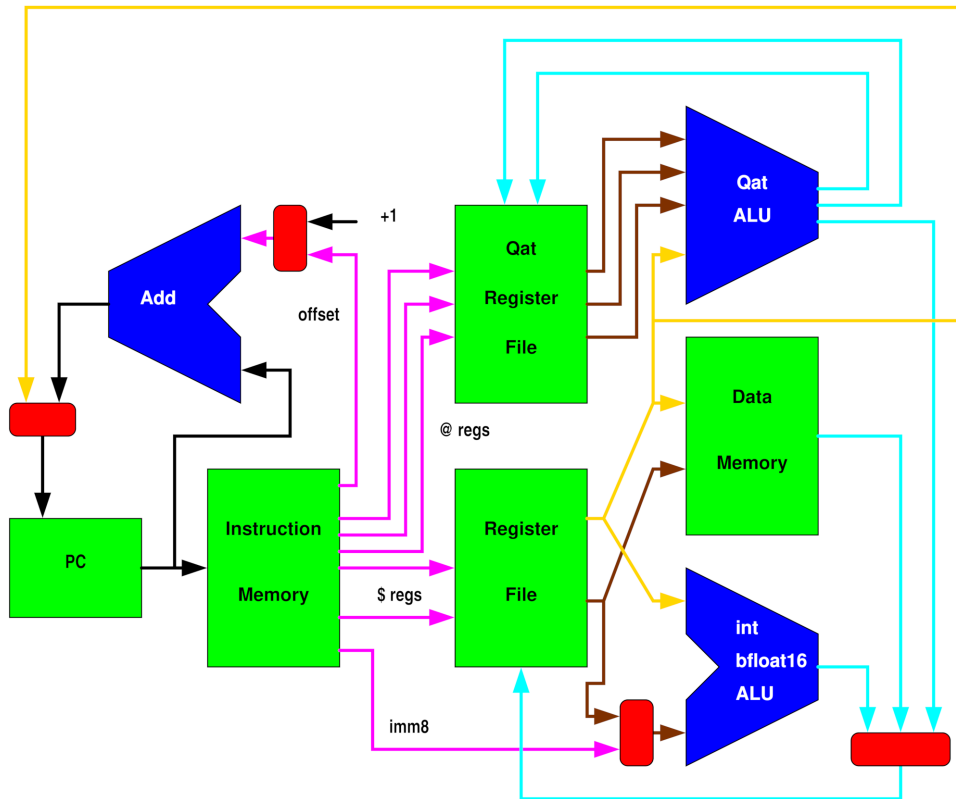 Qat
ALU
+1
Qat
Register
File
Add
offset
Data
Memory
@ regs
Instruction
Memory
Register
File
PC
$ regs
int
bfloat16
ALU
imm8